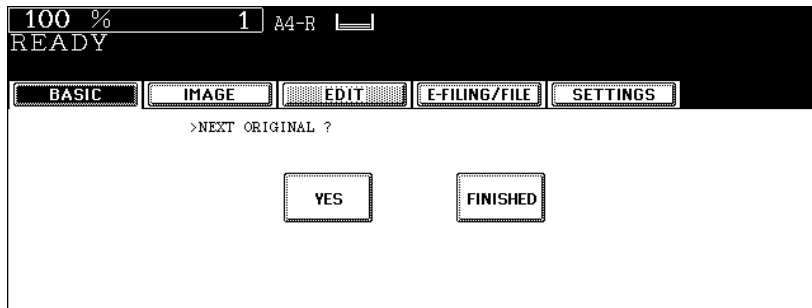 100 % 1 A4-R
READY
BASIC IMAGE EDIT E-FILING/FILE SETTINGS
>NEXT ORIGINAL ?
YES FINISHED